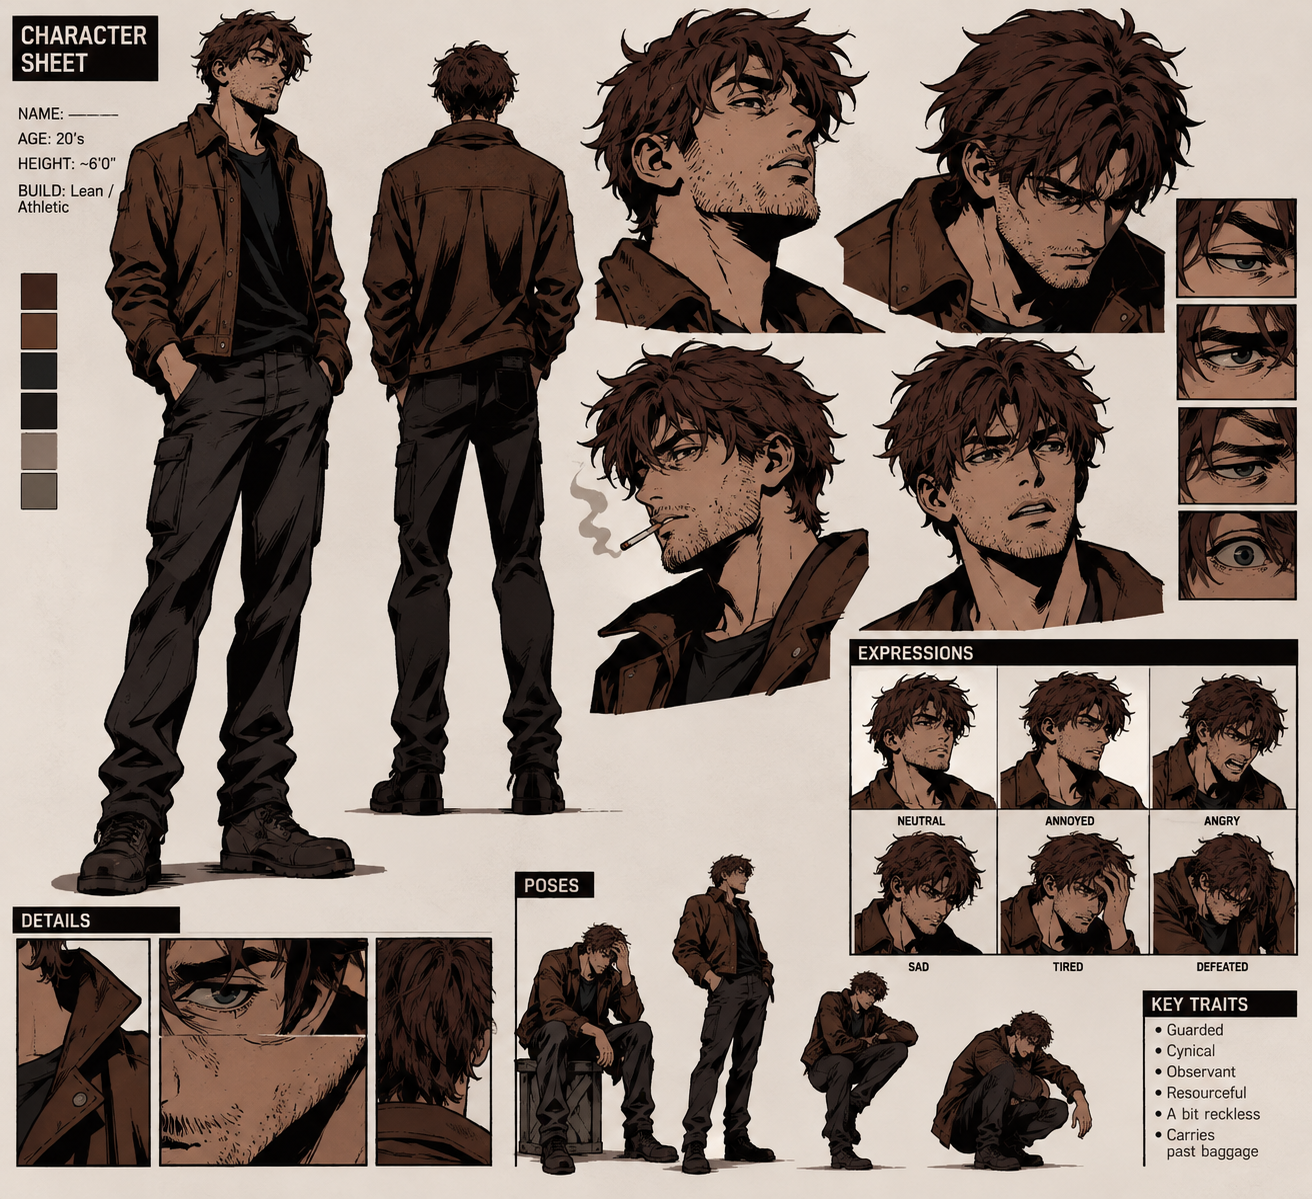 CHARACTER
SHEET
NAME: ————
AGE: 20's
HEIGHT: ~6'0"
BUILD: Lean /
Athletic
EXPRESSIONS
NEUTRAL
ANNOYED
ANGRY
SAD
TIRED
DEFEATED
DETAILS
POSES
KEY TRAITS
• Guarded
• Cynical
• Observant
• Resourceful
• A bit reckless
• Carries
past baggage